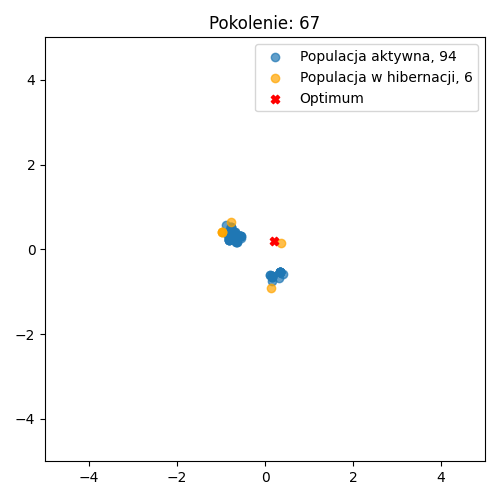 Pokolenie: 67
Populacja aktywna, 94
Populacja w hibernacji, 6
Optimum
4
2
0
−2
−4
−4 −2 0 2 4